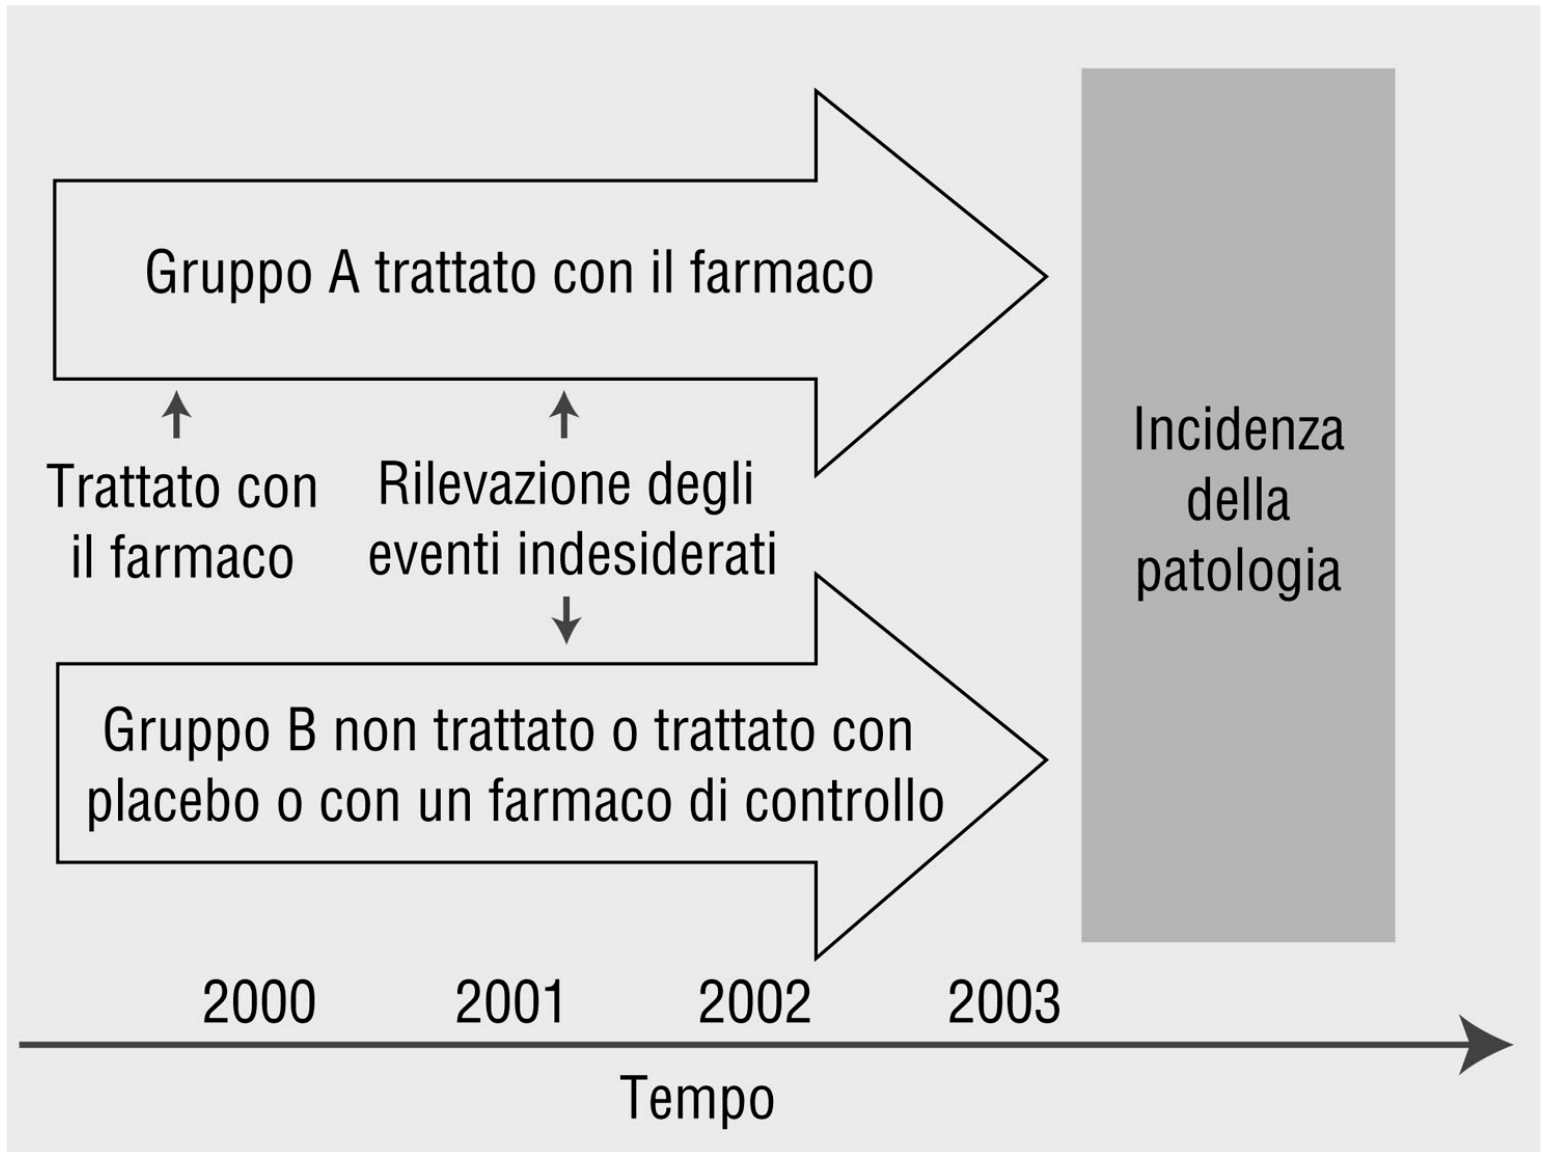 Gruppo A trattato con il farmaco
Trattato con
il farmaco
Rilevazione degli
eventi indesiderati
Incidenza
della
patologia
Gruppo B non trattato o trattato con
placebo o con un farmaco di controllo
2000 2001 2002 2003
Tempo